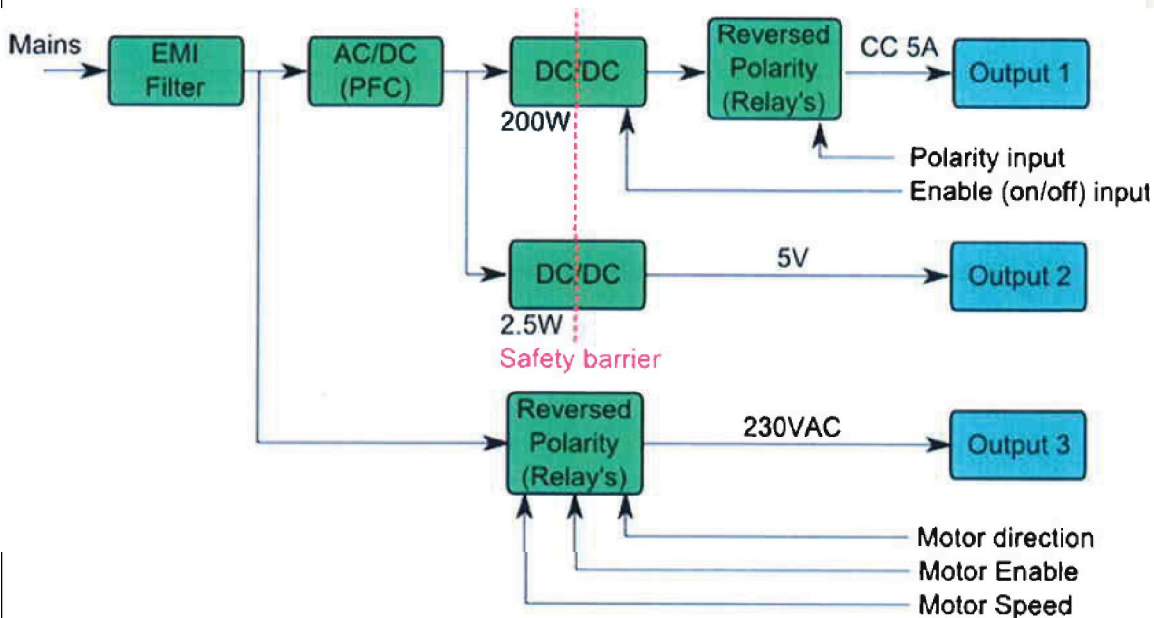 Mains
EMI
Filter
AC/DC
(PFC)
DC/DC
200W
Reversed
Polarity
(Relay's)
CC 5A
Output 1
Polarity input
Enable (on/off) input
DC/DC
2.5W
5V
Output 2
Safety barrier
Reversed
Polarity
(Relay's)
230VAC
Output 3
Motor direction
Motor Enable
Motor Speed